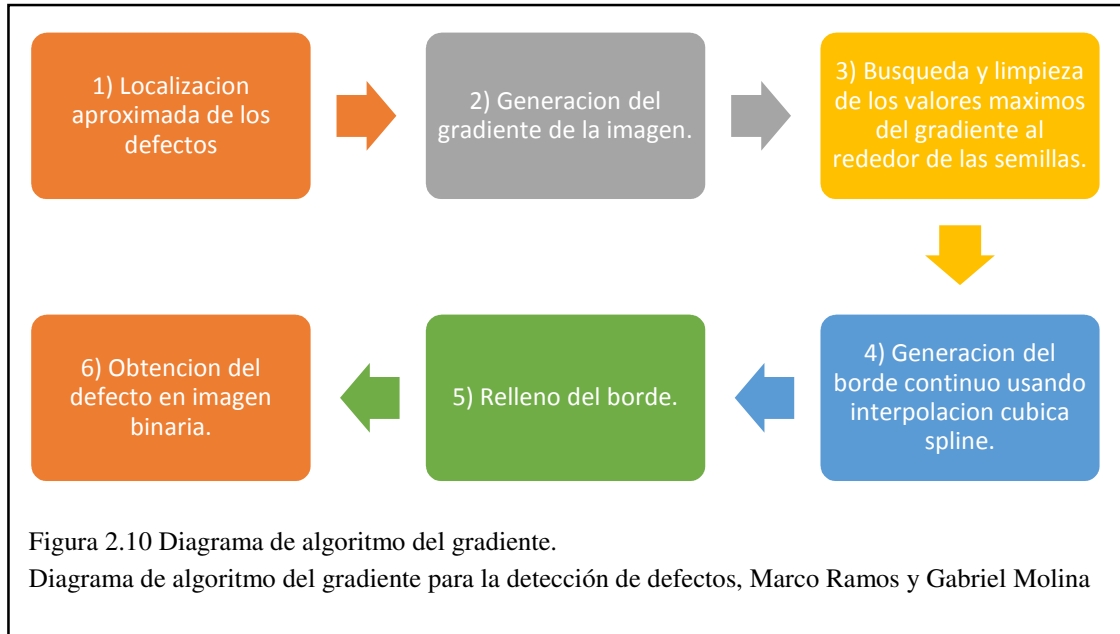 1) Localizacion
aproximada de los
defectos
2) Generacion del
gradiente de la imagen.
3) Busqueda y limpieza
de los valores maximos
del gradiente al
rededor de las semillas.
4) Generacion del
borde continuo usando
interpolacion cubica
spline.
5) Relleno del borde.
6) Obtencion del
defecto en imagen
binaria.
Figura 2.10 Diagrama de algoritmo del gradiente.
Diagrama de algoritmo del gradiente para la detección de defectos, Marco Ramos y Gabriel Molina